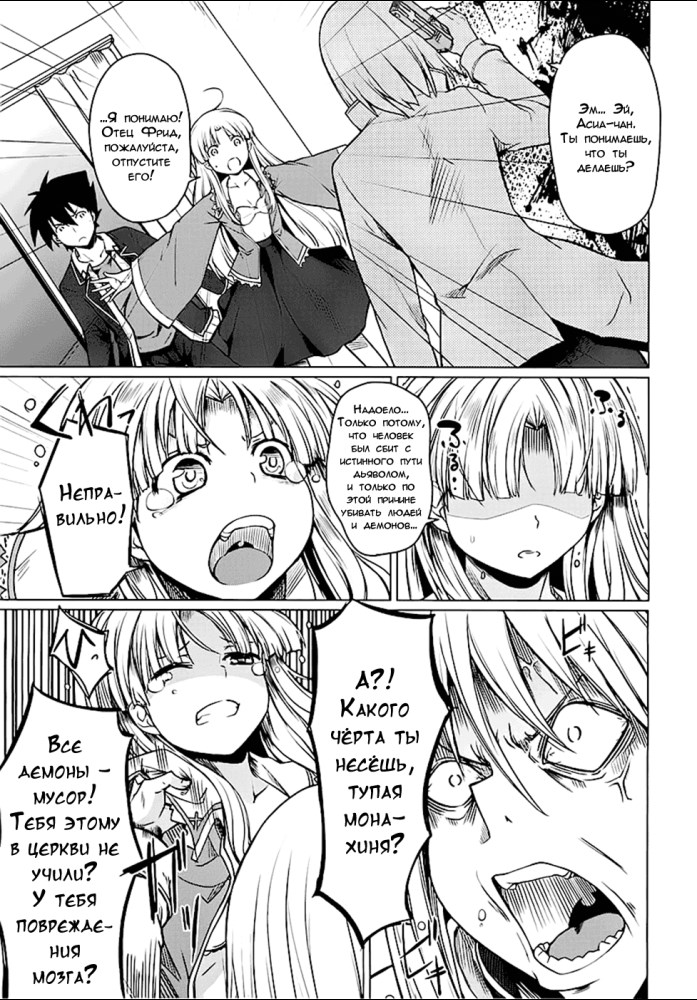 Эм... Эй,
Асиа-чан.
Ты понимаешь,
что ты
делаешь?
...Я понимаю!
Отец Фрид,
пожалуйста,
отпустите
его!
Надоело...
Только потому,
что человек
был сбит с
истинного пути
дьяволом,
и только по
этой причине
убивать людей
и демонов...
Непра-
вильно!
А?!
Какого
чёрта ты
несёшь,
тупая
мона-
хиня?
Все
демоны –
мусор!
Тебя этому
в церкви не
учили?
У тебя
поврежде-
ния
мозга?